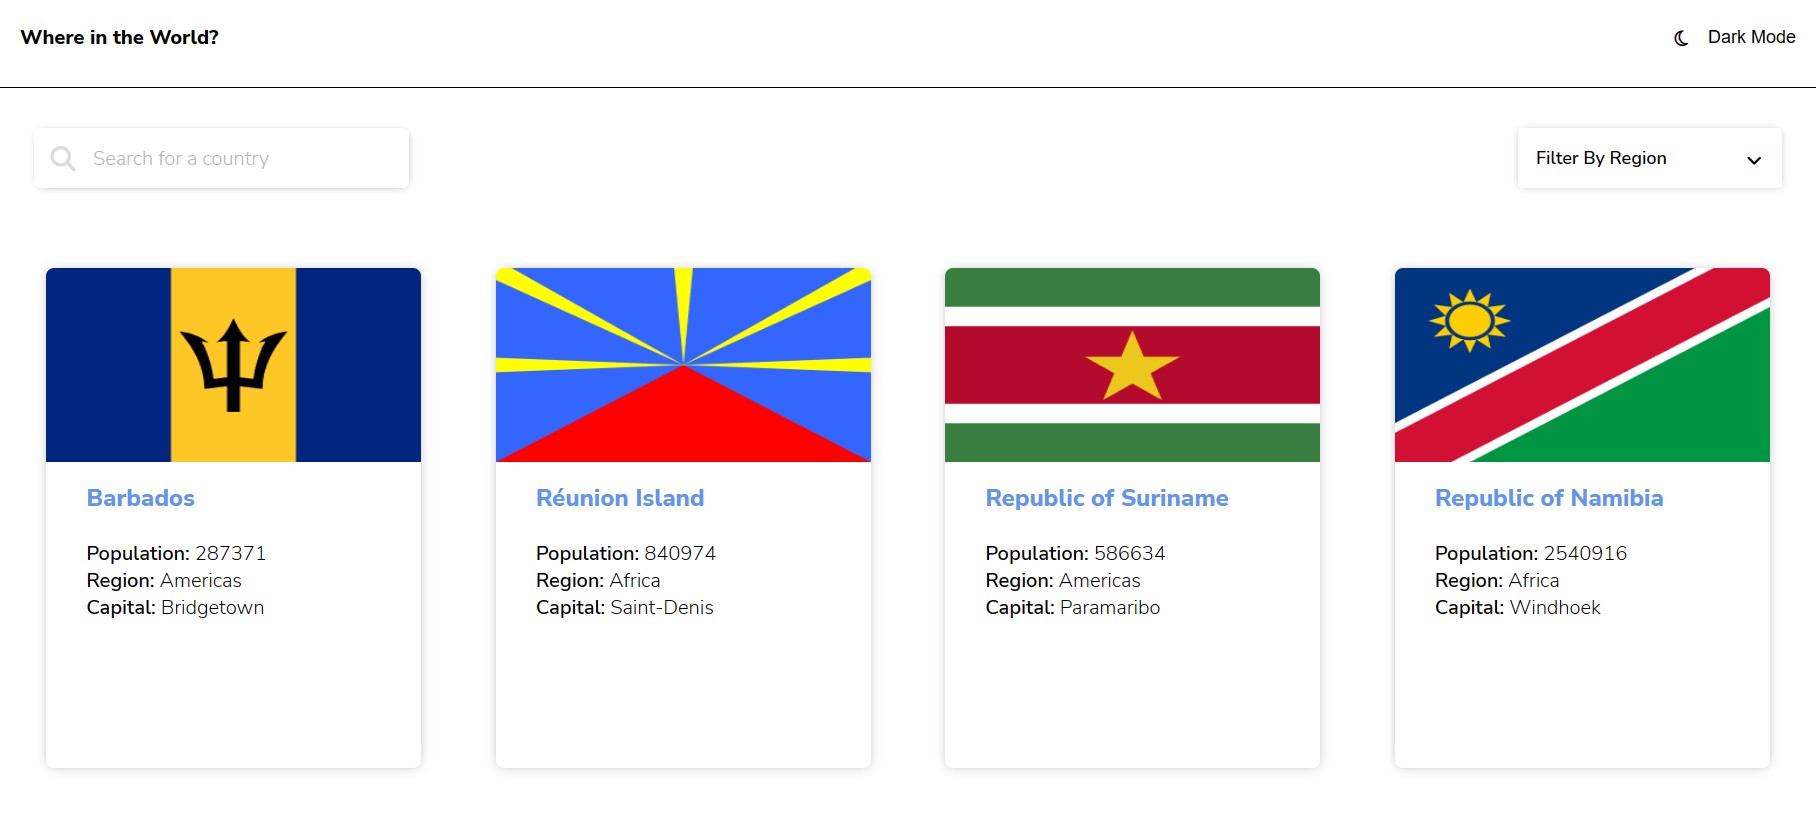 Where in the World?
Dark Mode
Search for a country
Filter By Region
Barbados
Population: 287371
Region: Americas
Capital: Bridgetown
Réunion Island
Population: 840974
Region: Africa
Capital: Saint-Denis
Republic of Suriname
Population: 586634
Region: Americas
Capital: Paramaribo
Republic of Namibia
Population: 2540916
Region: Africa
Capital: Windhoek